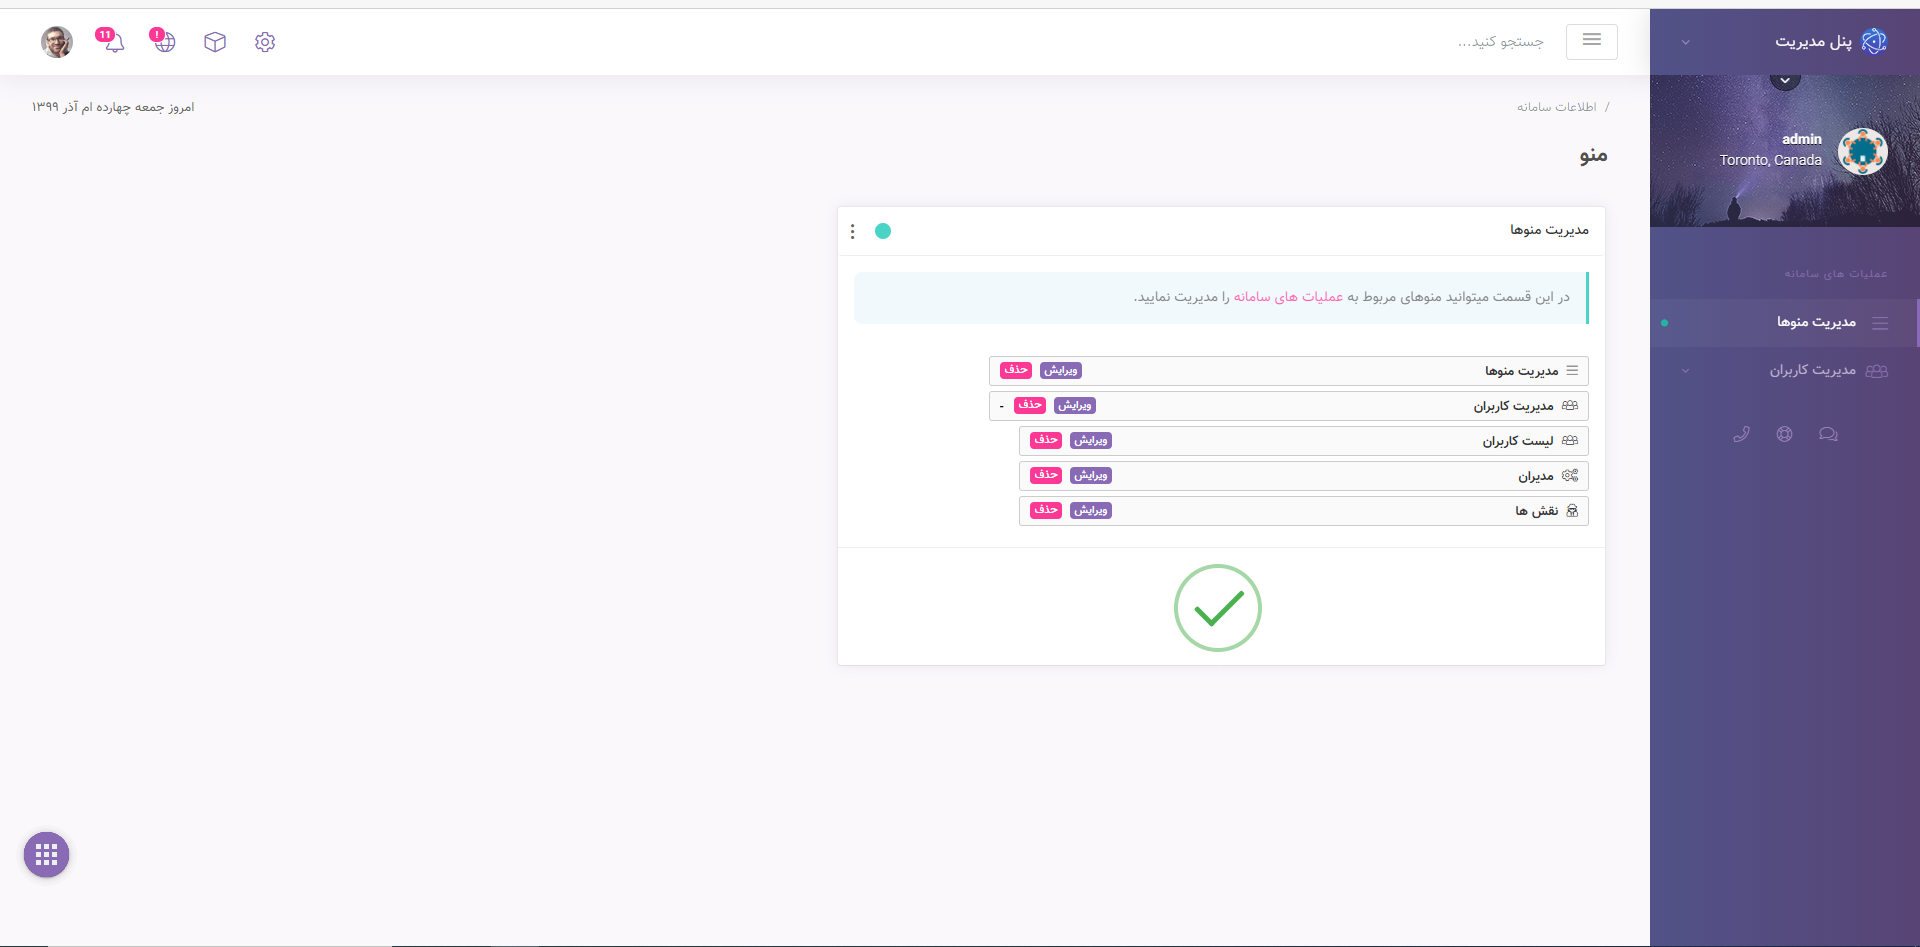 پنل مدیریت
جستجو کنید...
!
11
admin
Toronto, Canada
عملیات های سامانه
مدیریت منوها
مدیریت کاربران
/ اطلاعات سامانه
امروز جمعه چهارده ام آذر ۱۳۹۹
منو
مدیریت منوها
در این قسمت میتوانید منوهای مربوط به عملیات های سامانه را مدیریت نمایید.
مدیریت منوها ویرایش حذف
مدیریت کاربران ویرایش حذف -
لیست کاربران ویرایش حذف
مدیران ویرایش حذف
نقش ها ویرایش حذف